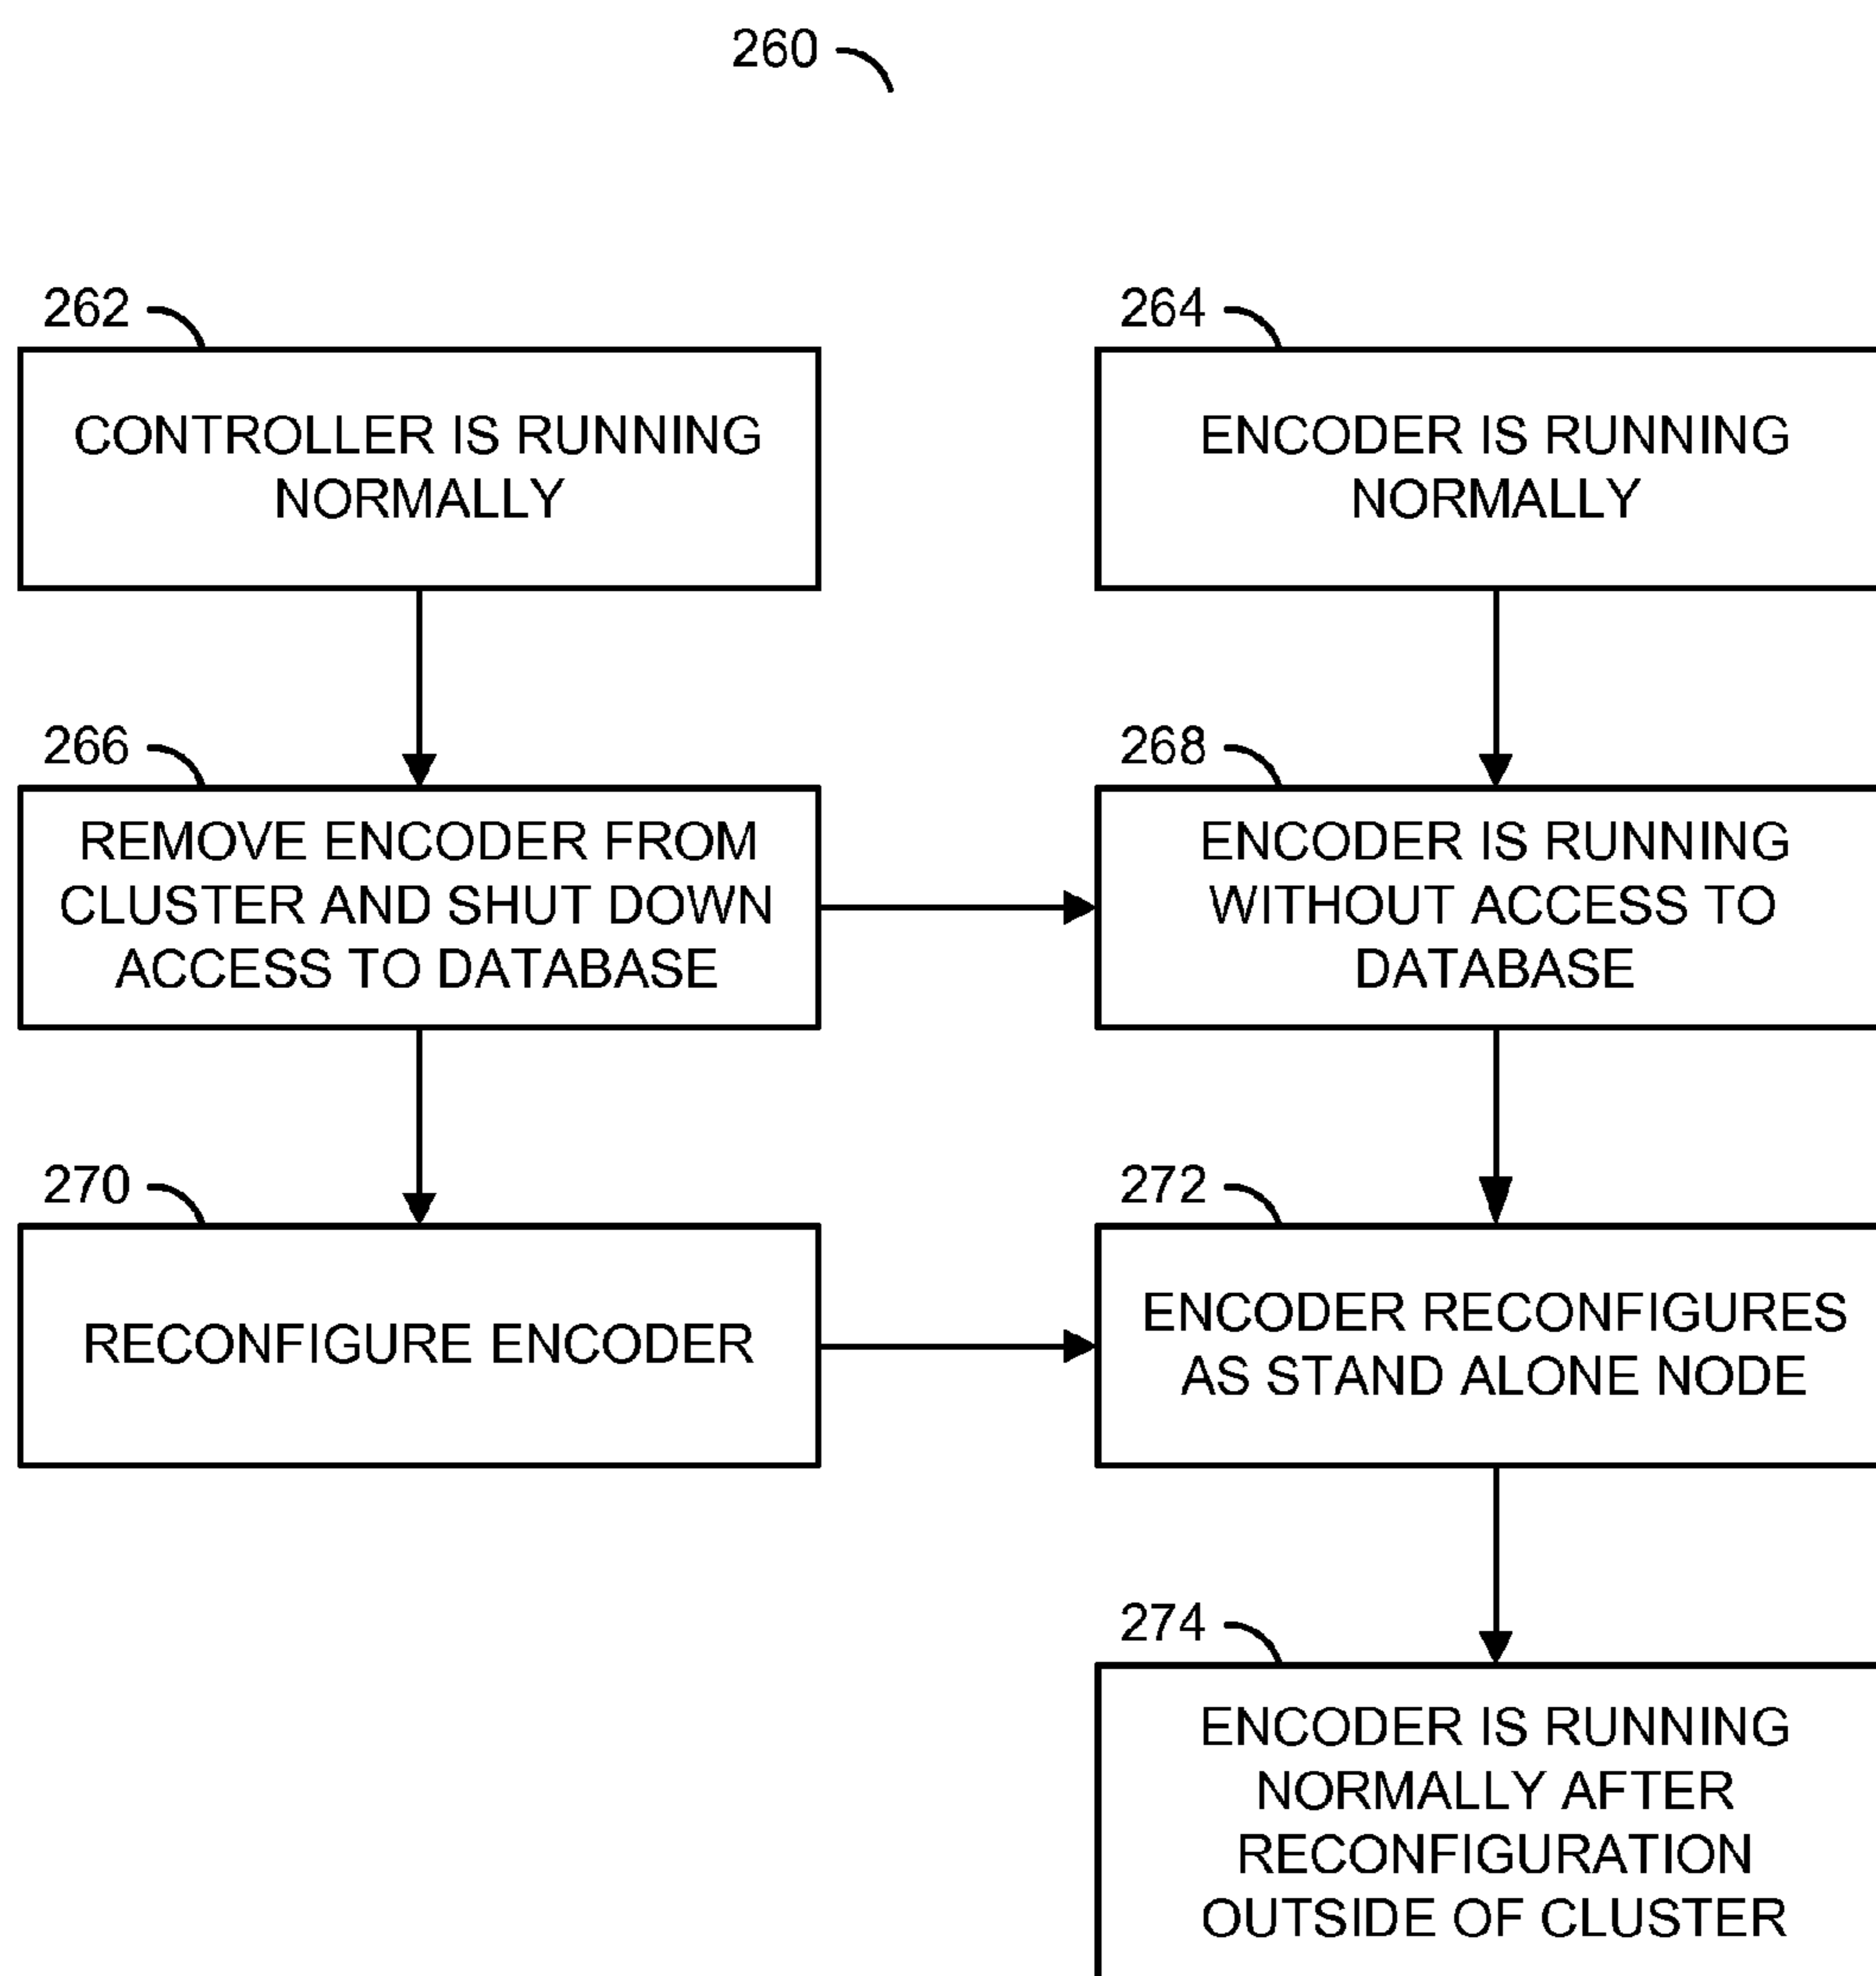 260
262
CONTROLLER IS RUNNING
NORMALLY
264
ENCODER IS RUNNING
NORMALLY
266
REMOVE ENCODER FROM
CLUSTER AND SHUT DOWN
ACCESS TO DATABASE
268
ENCODER IS RUNNING
WITHOUT ACCESS TO
DATABASE
270
RECONFIGURE ENCODER
272
ENCODER RECONFIGURES
AS STAND ALONE NODE
274
ENCODER IS RUNNING
NORMALLY AFTER
RECONFIGURATION
OUTSIDE OF CLUSTER